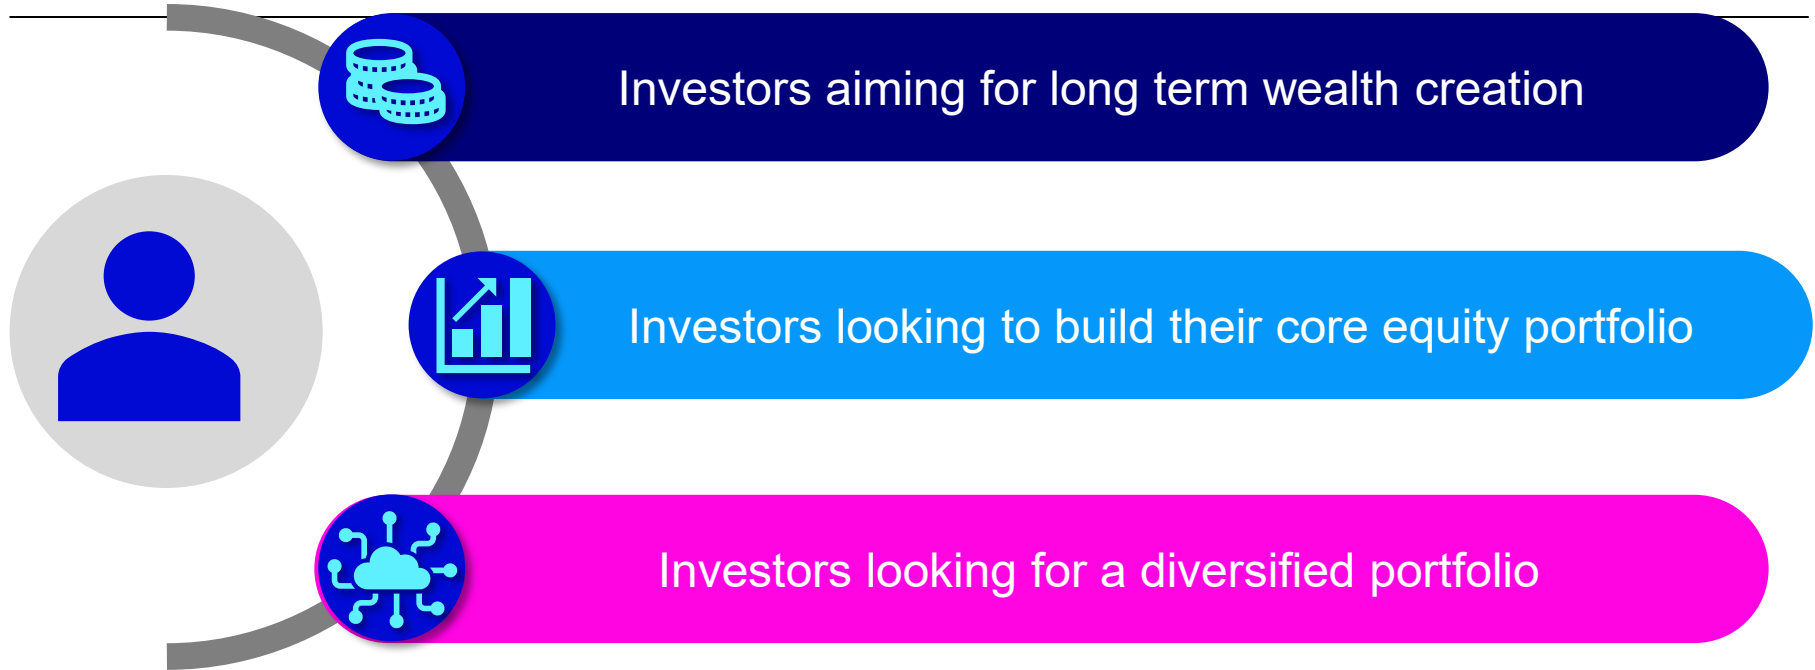 Investors aiming for long term wealth creation
Investors looking to build their core equity portfolio
Investors looking for a diversified portfolio